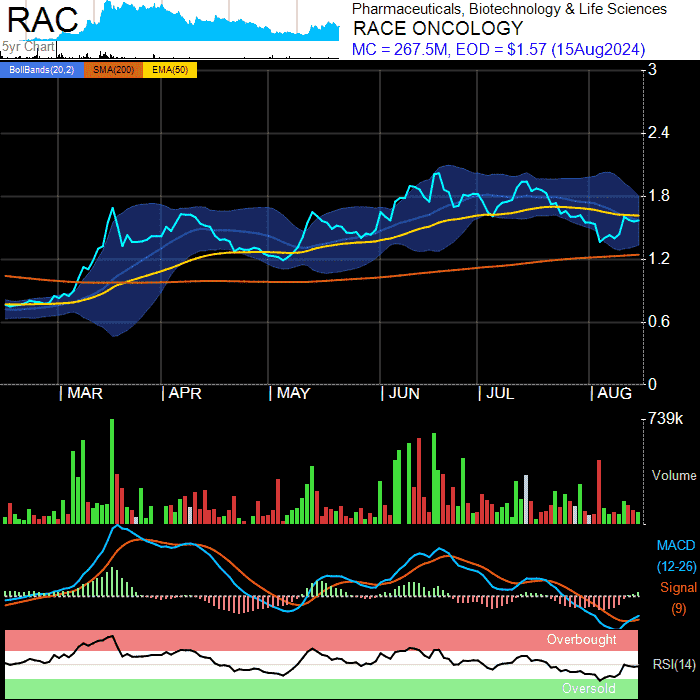 RAC
5yr Chart
Pharmaceuticals, Biotechnology & Life Sciences
RACE ONCOLOGY
MC = 267.5M, EOD = $1.57 (15Aug2024)
BollBands(20,2) SMA(200) EMA(50)
3
2.4
1.8
1.2
0.6
0
MAR APR MAY JUN JUL AUG
739k
Volume
MACD
(12-26)
Signal
(9)
Overbought
RSI(14)
Oversold